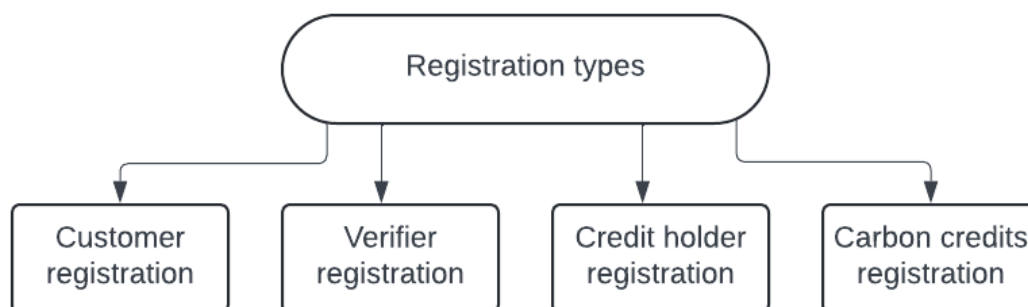 Registration types
Customer
registration
Verifier
registration
Credit holder
registration
Carbon credits
registration